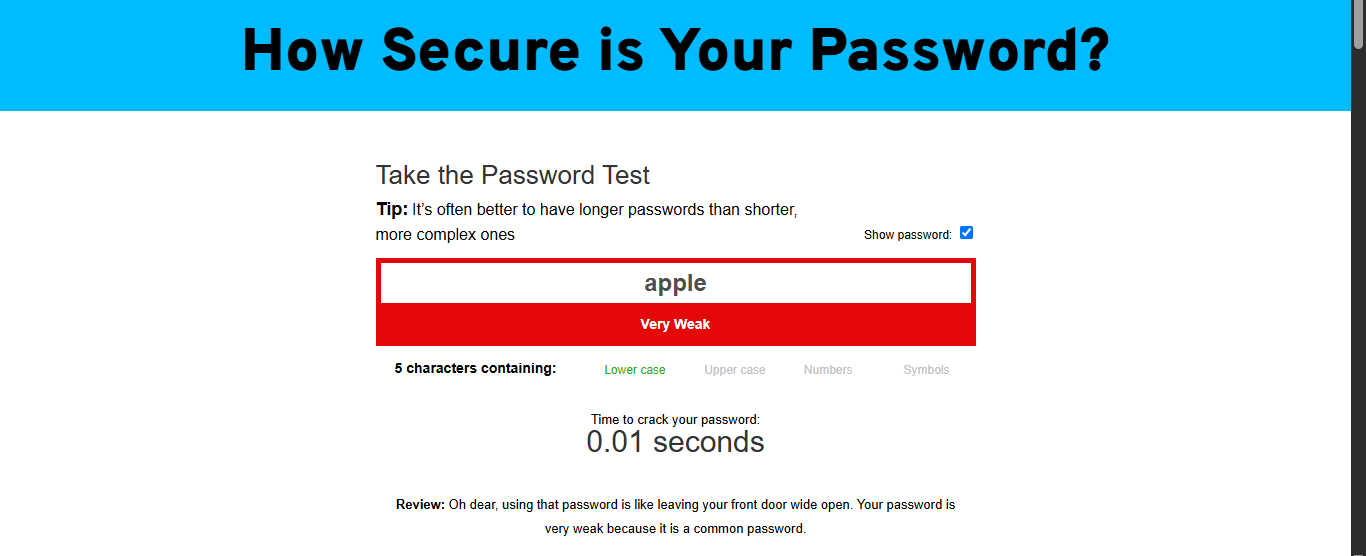 How Secure is Your Password?
Take the Password Test
Tip: It's often better to have longer passwords than shorter,
more complex ones
Show password:
apple
Very Weak
5 characters containing: Lower case Upper case Numbers Symbols
Time to crack your password:
0.01 seconds
Review: Oh dear, using that password is like leaving your front door wide open. Your password is
very weak because it is a common password.